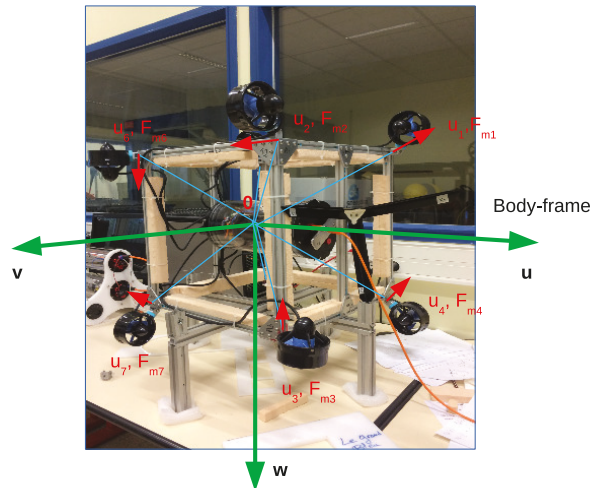 u₂, Fₘ₂
u₁, Fₘ₁
u₆, Fₘ₆
0
Body-frame
v
u
u₄, Fₘ₄
u₇, Fₘ₇
u₃, Fₘ₃
w